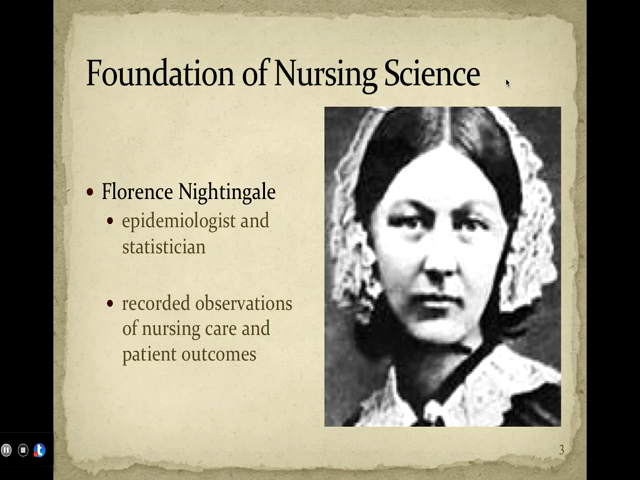 Foundation of Nursing Science
• Florence Nightingale
• epidemiologist and
statistician
• recorded observations
of nursing care and
patient outcomes
3